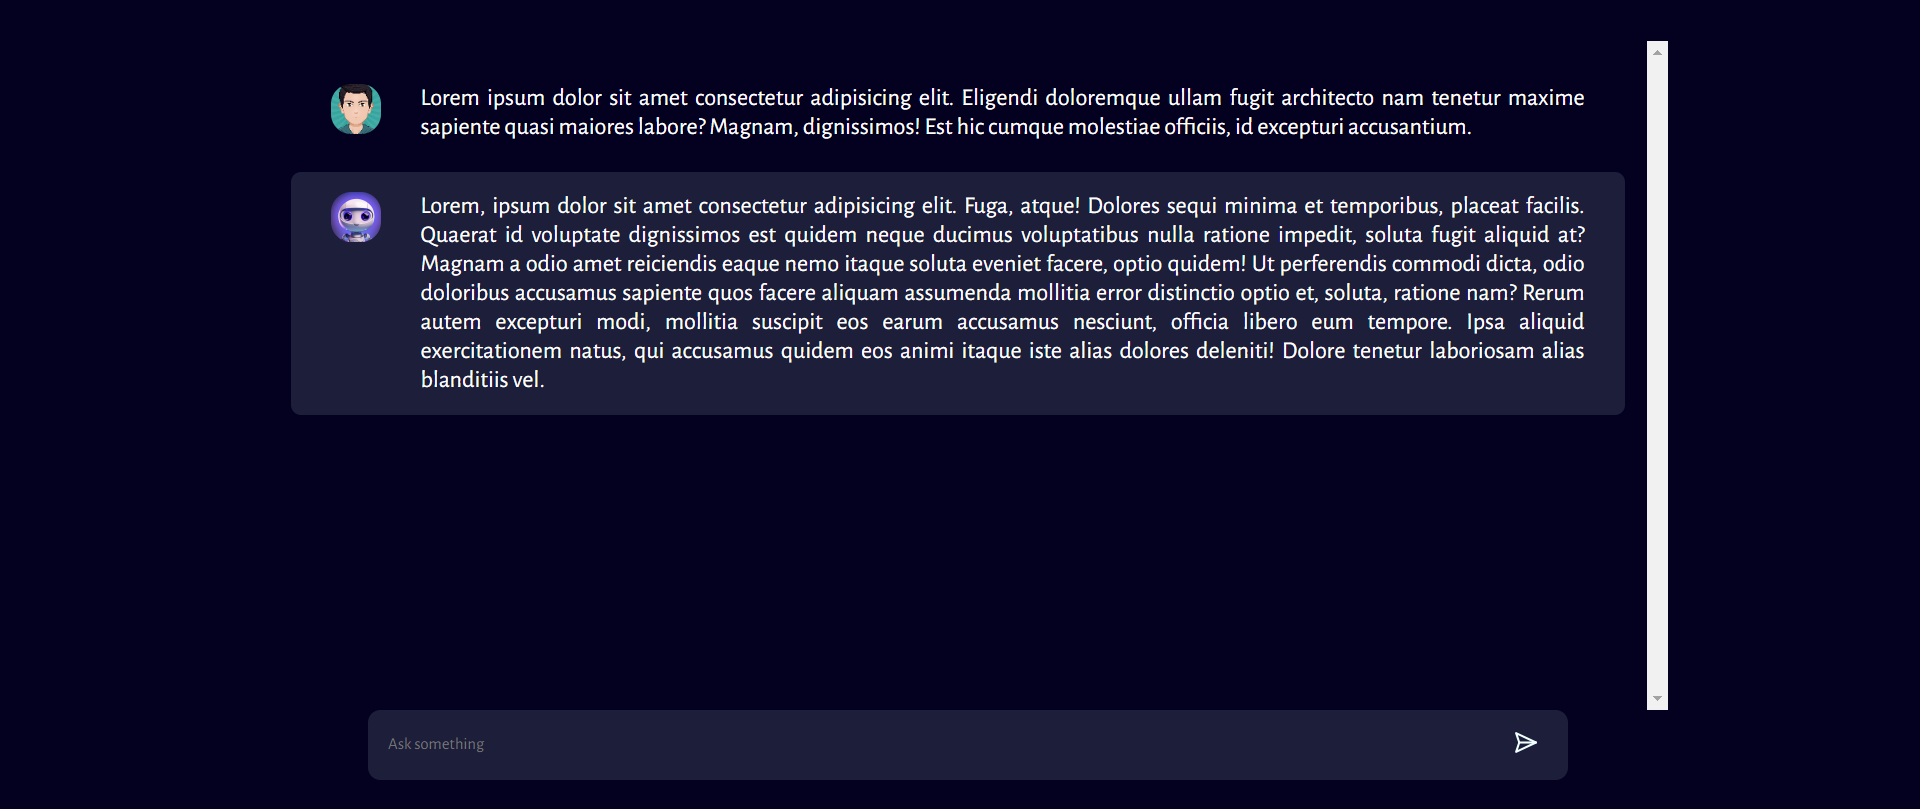 Lorem ipsum dolor sit amet consectetur adipisicing elit. Eligendi doloremque ullam fugit architecto nam tenetur maxime
sapiente quasi maiores labore? Magnam, dignissimos! Est hic cumque molestiae officiis, id excepturi accusantium.
Lorem, ipsum dolor sit amet consectetur adipisicing elit. Fuga, atque! Dolores sequi minima et temporibus, placeat facilis.
Quaerat id voluptate dignissimos est quidem neque ducimus voluptatibus nulla ratione impedit, soluta fugit aliquid at?
Magnam a odio amet reiciendis eaque nemo itaque soluta eveniet facere, optio quidem! Ut perferendis commodi dicta, odio
doloribus accusamus sapiente quos facere aliquam assumenda mollitia error distinctio optio et, soluta, ratione nam? Rerum
autem excepturi modi, mollitia suscipit eos earum accusamus nesciunt, officia libero eum tempore. Ipsa aliquid
exercitationem natus, qui accusamus quidem eos animi itaque iste alias dolores deleniti! Dolore tenetur laboriosam alias
blanditiis vel.
Ask something